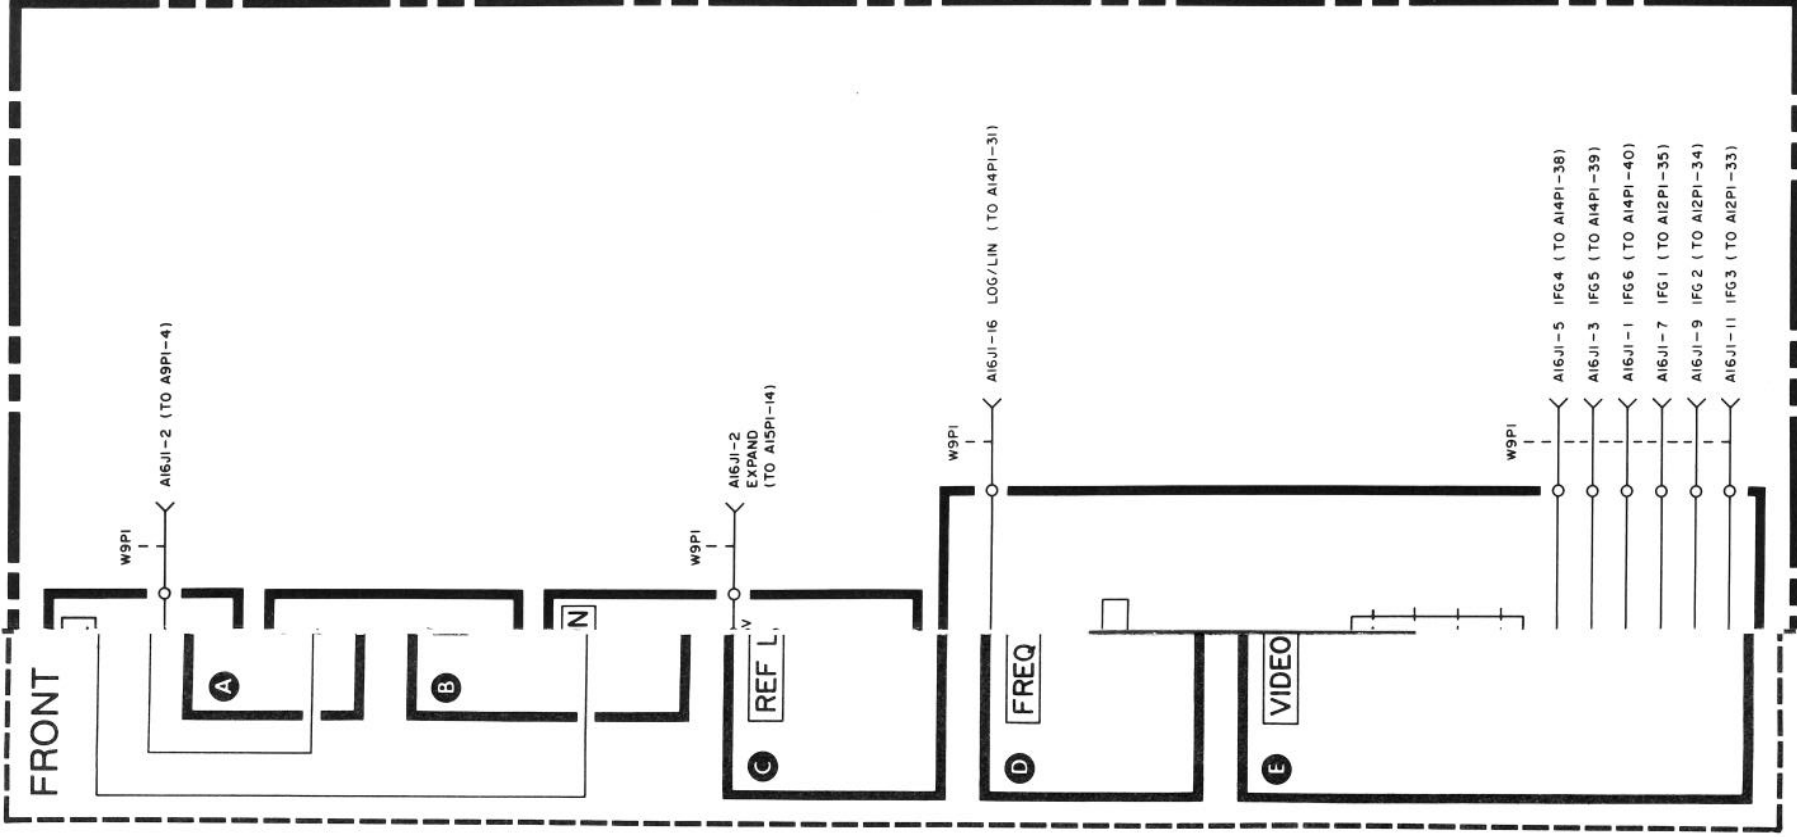 FRONT
W9P1
A16J1-2 (TO A9P1-4)
A
B
W9P1
A16J1-2
EXPAND
(TO A15P1-14)
N
V
C
REF L
W9P1
A16J1-16 LOG/LIN (TO A14P1-31)
D
FREQ
E
VIDEO
W9P1
A16J1-5 IFG4 (TO A14P1-38)
A16J1-3 IFG5 (TO A14P1-39)
A16J1-1 IFG6 (TO A14P1-40)
A16J1-7 IFG1 (TO A12P1-35)
A16J1-9 IFG2 (TO A12P1-34)
A16J1-11 IFG3 (TO A12P1-33)